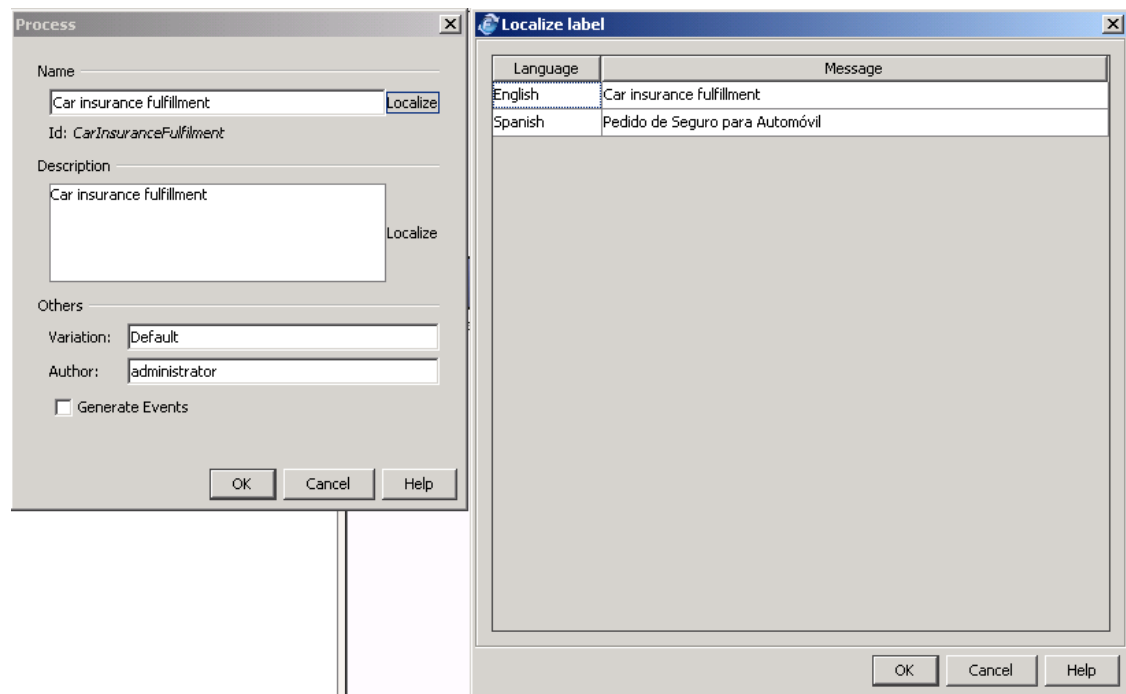 Process
Name
Car insurance fulfillment
Localize
Id: CarInsuranceFulfilment
Description
Car insurance fulfillment
Localize
Others
Variation: Default
Author: administrator
Generate Events
OK Cancel Help
Localize label
Language Message
English Car insurance fulfillment
Spanish Pedido de Seguro para Automóvil
OK Cancel Help